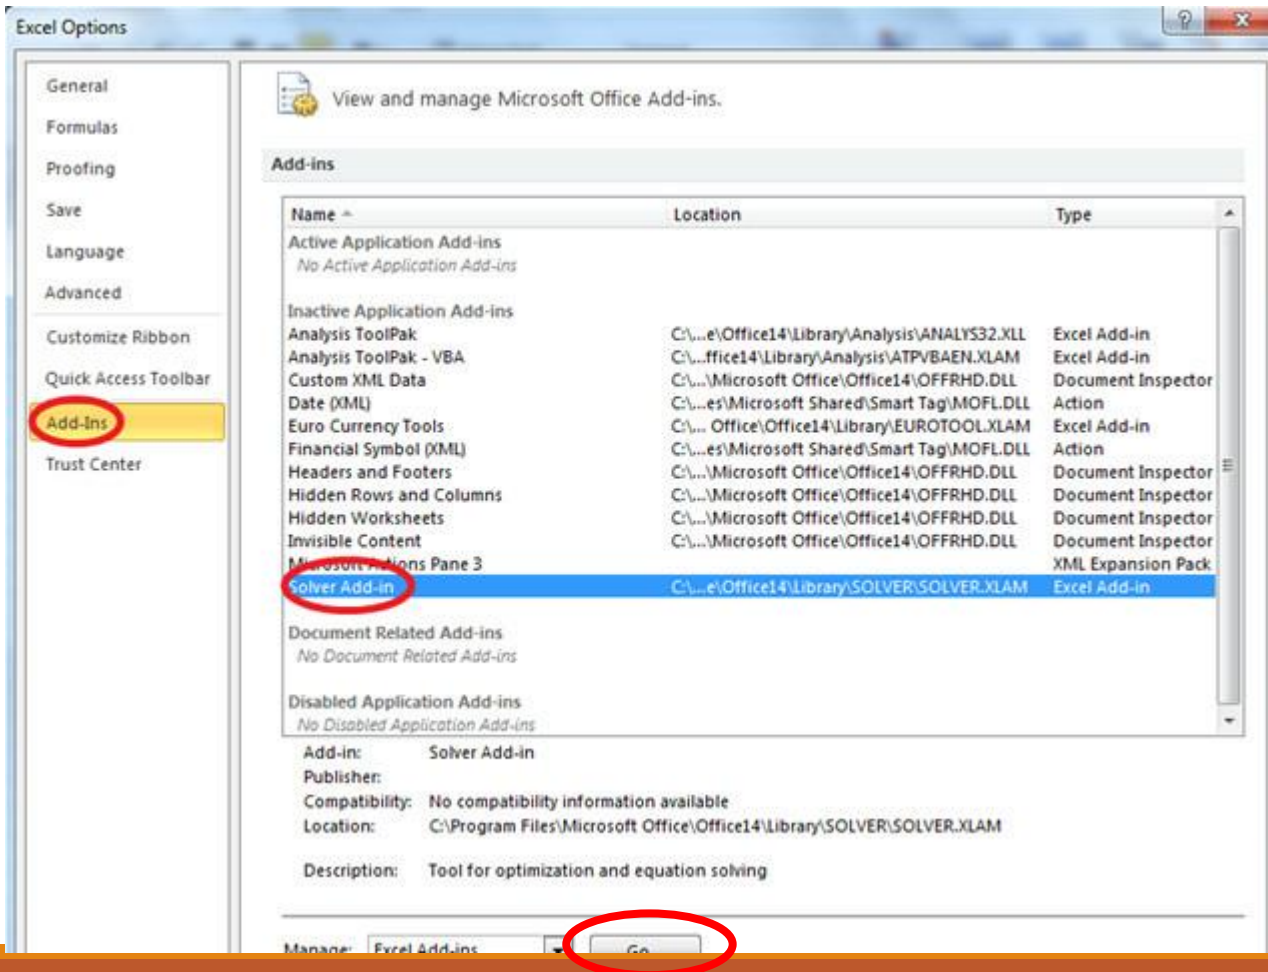 Excel Options
General
Formulas
Proofing
Save
Language
Advanced
Customize Ribbon
Quick Access Toolbar
Add-Ins
Trust Center
View and manage Microsoft Office Add-ins.
Add-ins
Name Location Type
Active Application Add-ins
No Active Application Add-ins
Inactive Application Add-ins
Analysis ToolPak C:\...e\Office14\Library\Analysis\ANALYS32.XLL Excel Add-in
Analysis ToolPak - VBA C:\...ffice14\Library\Analysis\ATPVBAEN.XLAM Excel Add-in
Custom XML Data C:\...\Microsoft Office\Office14\OFFRHD.DLL Document Inspector
Date (XML) C:\...es\Microsoft Shared\Smart Tag\MOFL.DLL Action
Euro Currency Tools C:\... Office\Office14\Library\EUROTOOL.XLAM Excel Add-in
Financial Symbol (XML) C:\...es\Microsoft Shared\Smart Tag\MOFL.DLL Action
Headers and Footers C:\...\Microsoft Office\Office14\OFFRHD.DLL Document Inspector
Hidden Rows and Columns C:\...\Microsoft Office\Office14\OFFRHD.DLL Document Inspector
Hidden Worksheets C:\...\Microsoft Office\Office14\OFFRHD.DLL Document Inspector
Invisible Content C:\...\Microsoft Office\Office14\OFFRHD.DLL Document Inspector
Microsoft Actions Pane 3 XML Expansion Pack
Solver Add-in C:\...e\Office14\Library\SOLVER\SOLVER.XLAM Excel Add-in
Document Related Add-ins
No Document Related Add-ins
Disabled Application Add-ins
No Disabled Application Add-ins
Add-in: Solver Add-in
Publisher:
Compatibility: No compatibility information available
Location: C:\Program Files\Microsoft Office\Office14\Library\SOLVER\SOLVER.XLAM
Description: Tool for optimization and equation solving
Manage: Excel Add-ins Go...